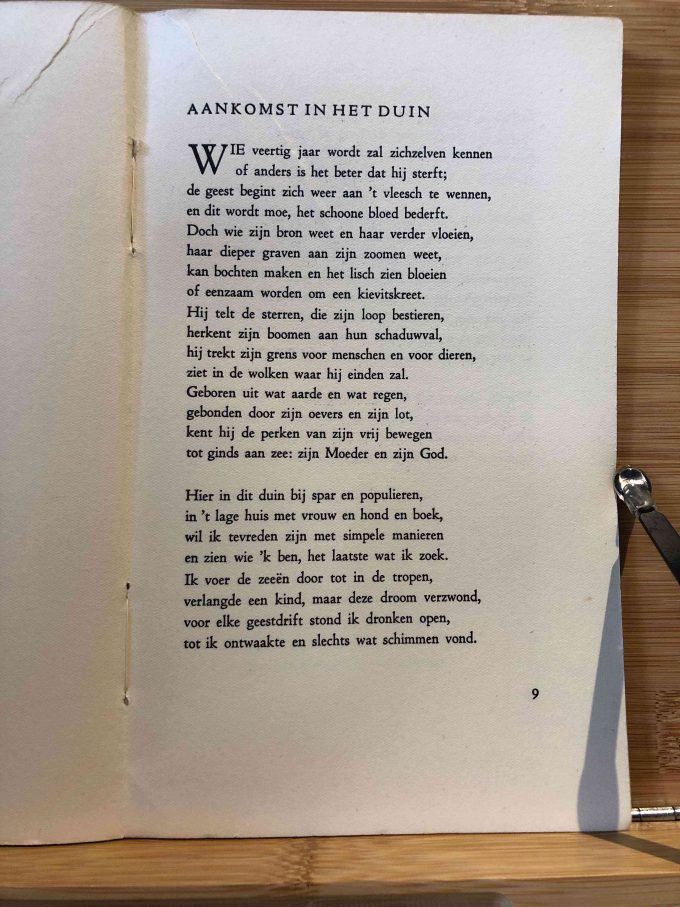 AANKOMST IN HET DUIN
WIE veertig jaar wordt zal zichzelven kennen
of anders is het beter dat hij sterft;
de geest begint zich weer aan 't vleesch te wennen,
en dit wordt moe, het schoone bloed bederft.
Doch wie zijn bron weet en haar verder vloeien,
haar dieper graven aan zijn zoomen weet,
kan bochten maken en het lisch zien bloeien
of eenzaam worden om een kievitskreet.
Hij telt de sterren, die zijn loop bestieren,
herkent zijn boomen aan hun schaduwval,
hij trekt zijn grens voor menschen en voor dieren,
ziet in de wolken waar hij einden zal.
Geboren uit wat aarde en wat regen,
gebonden door zijn oevers en zijn lot,
kent hij de perken van zijn vrij bewegen
tot ginds aan zee: zijn Moeder en zijn God.
Hier in dit duin bij spar en populieren,
in 't lage huis met vrouw en hond en boek,
wil ik tevreden zijn met simpele manieren
en zien wie 'k ben, het laatste wat ik zoek.
Ik voer de zeeën door tot in de tropen,
verlangde een kind, maar deze droom verzwond,
voor elke geestdrift stond ik dronken open,
tot ik ontwaakte en slechts wat schimmen vond.
9